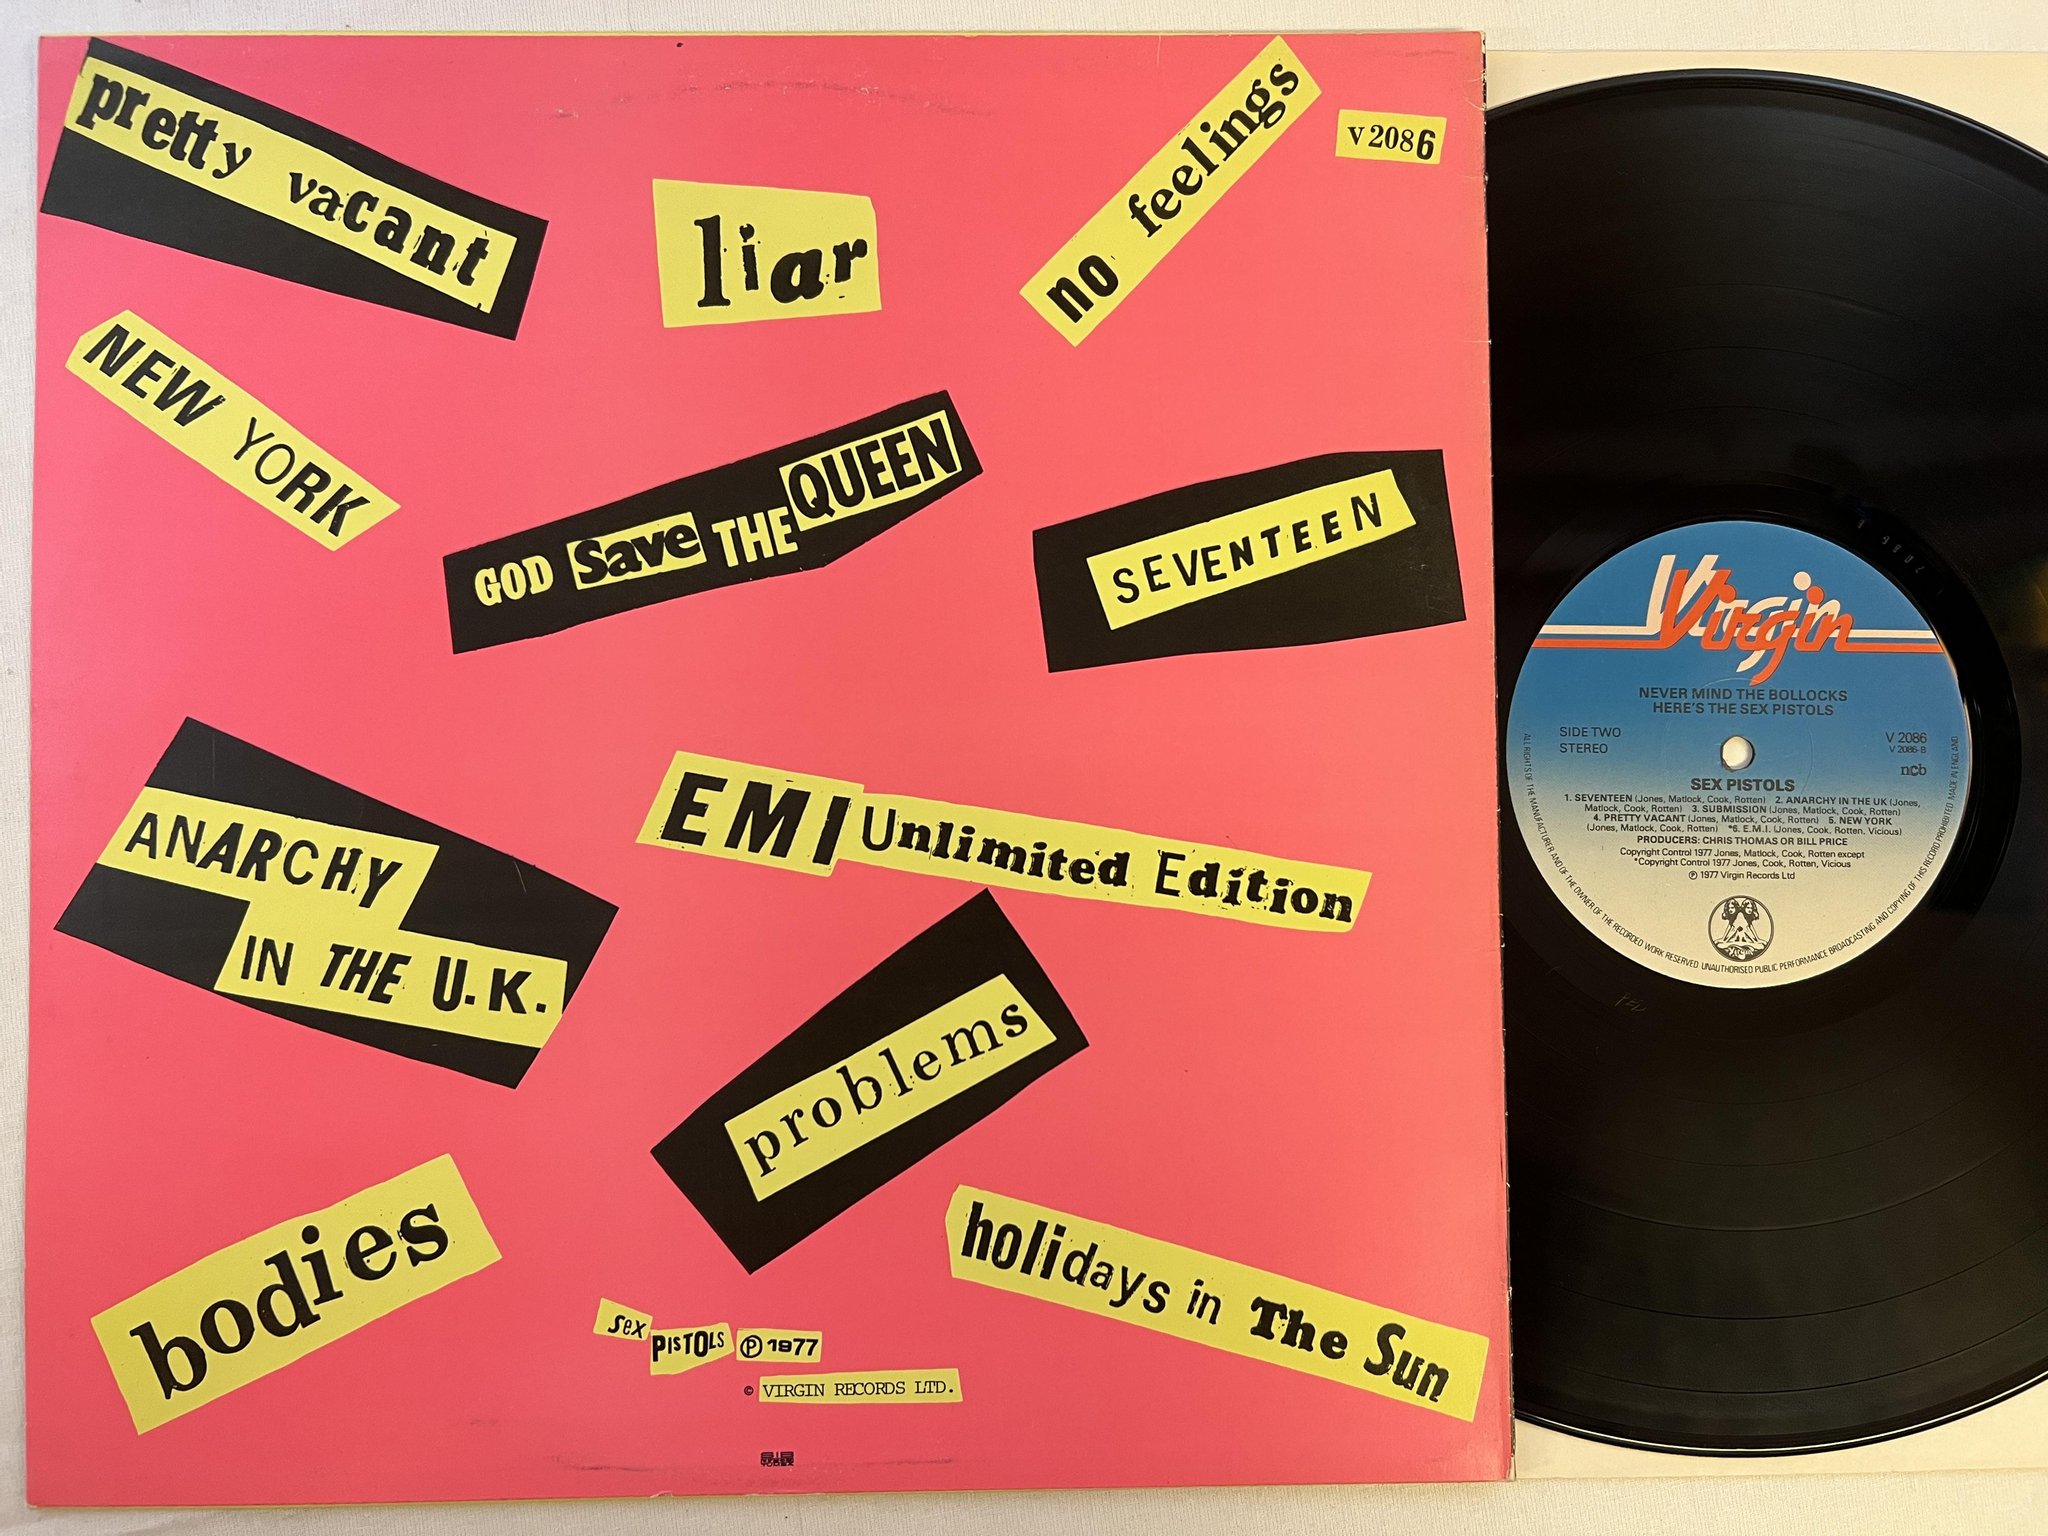 pretty vacant
liar
no feelings
V 2086
NEW YORK
GOD Save THE QUEEN
SEVENTEEN
ANARCHY
IN THE U.K.
EMI Unlimited Edition
problems
bodies
holidays in The Sun
sex PISTOLS ℗ 1977
© VIRGIN RECORDS LTD.
Virgin
NEVER MIND THE BOLLOCKS
HERE'S THE SEX PISTOLS
SIDE TWO
STEREO
V 2086
V 2086-B
ncb
SEX PISTOLS
1. SEVENTEEN (Jones, Matlock, Cook, Rotten) 2. ANARCHY IN THE UK (Jones,
Matlock, Cook, Rotten) 3. SUBMISSION (Jones, Matlock, Cook, Rotten)
4. PRETTY VACANT (Jones, Matlock, Cook, Rotten) 5. NEW YORK
(Jones, Matlock, Cook, Rotten) *6. E.M.I. (Jones, Cook, Rotten, Vicious)
PRODUCERS: CHRIS THOMAS OR BILL PRICE
Copyright Control 1977 Jones, Matlock, Cook, Rotten except
*Copyright Control 1977 Jones, Cook, Rotten, Vicious
℗ 1977 Virgin Records Ltd
Virgin
ALL RIGHTS OF THE MANUFACTURER AND OF THE OWNER OF THE RECORDED WORK RESERVED UNAUTHORISED PUBLIC PERFORMANCE BROADCASTING AND COPYING OF THIS RECORD PROHIBITED MADE IN ENGLAND